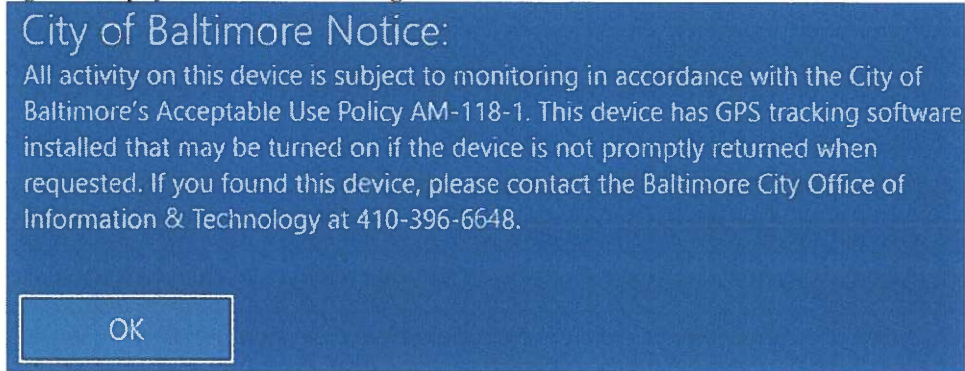 City of Baltimore Notice:
All activity on this device is subject to monitoring in accordance with the City of
Baltimore's Acceptable Use Policy AM-118-1. This device has GPS tracking software
installed that may be turned on if the device is not promptly returned when
requested. If you found this device, please contact the Baltimore City Office of
Information & Technology at 410-396-6648.
OK